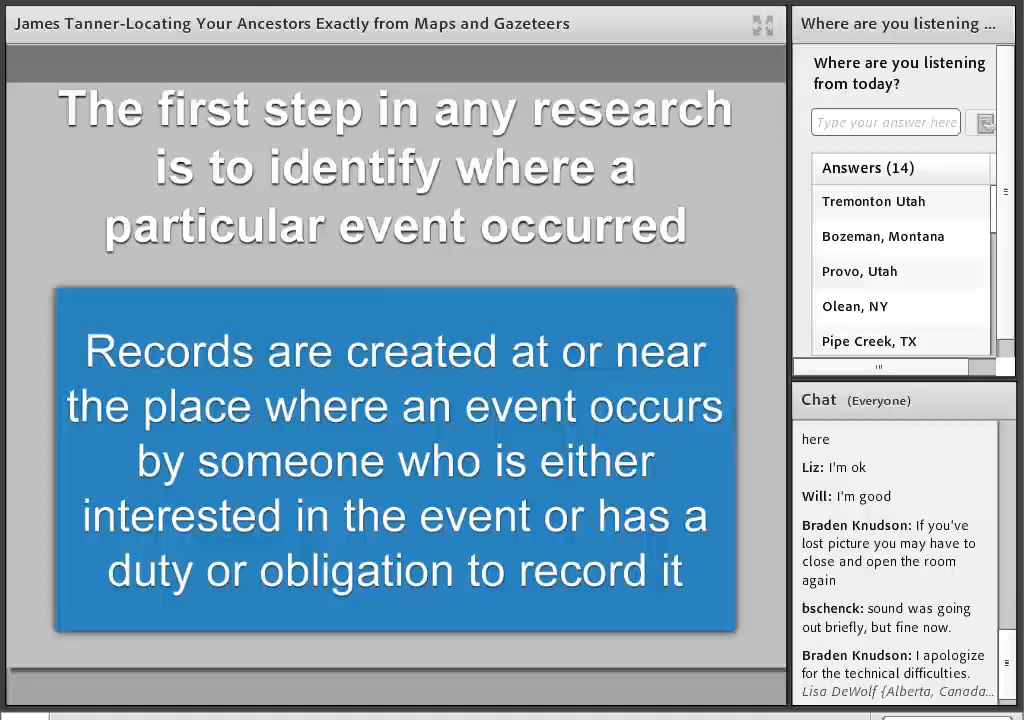 James Tanner-Locating Your Ancestors Exactly from Maps and Gazeteers
The first step in any research
is to identify where a
particular event occurred
Records are created at or near
the place where an event occurs
by someone who is either
interested in the event or has a
duty or obligation to record it
Where are you listening ...
Where are you listening
from today?
Type your answer here
Answers (14)
Tremonton Utah
Bozeman, Montana
Provo, Utah
Olean, NY
Pipe Creek, TX
Chat (Everyone)
here
Liz: I'm ok
Will: I'm good
Braden Knudson: If you've
lost picture you may have to
close and open the room
again
bschenck: sound was going
out briefly, but fine now.
Braden Knudson: I apologize
for the technical difficulties.
Lisa DeWolf {Alberta, Canada...